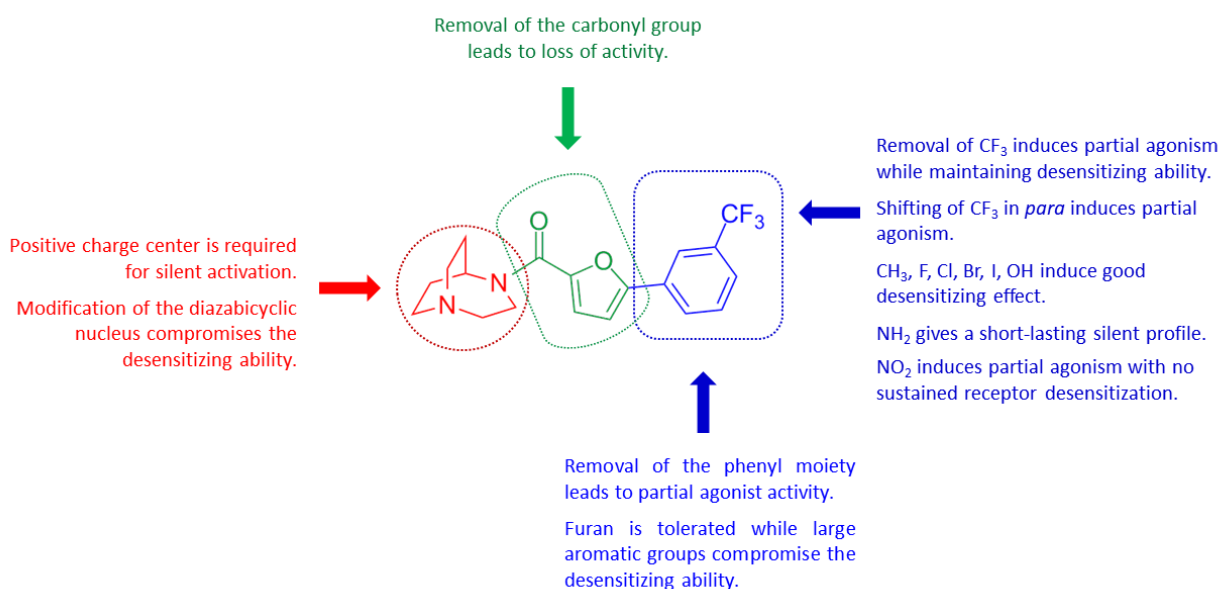 Removal of the carbonyl group
leads to loss of activity.
Removal of CF₃ induces partial agonism
while maintaining desensitizing ability.
Shifting of CF₃ in para induces partial
agonism.
CH₃, F, Cl, Br, I, OH induce good
desensitizing effect.
NH₂ gives a short-lasting silent profile.
NO₂ induces partial agonism with no
sustained receptor desensitization.
Positive charge center is required
for silent activation.
Modification of the diazabicyclic
nucleus compromises the
desensitizing ability.
CF₃
O
O
N
N
Removal of the phenyl moiety
leads to partial agonist activity.
Furan is tolerated while large
aromatic groups compromise the
desensitizing ability.